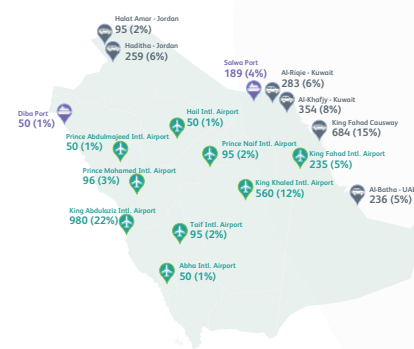 Halat Amar - Jordan
95 (2%)
Haditha - Jordan
259 (6%)
Salwa Port
189 (4%)
Al-Riqie - Kuwait
283 (6%)
Al-Khafjy - Kuwait
354 (8%)
Diba Port
50 (1%)
Hail Intl. Airport
50 (1%)
King Fahad Causway
684 (15%)
Prince Abdulmajeed Intl. Airport
50 (1%)
Prince Naif Intl. Airport
95 (2%)
King Fahad Intl. Airport
235 (5%)
Prince Mohamed Intl. Airport
96 (3%)
King Khaled Intl. Airport
560 (12%)
Al-Batha - UAE
236 (5%)
King Abdulaziz Intl. Airport
980 (22%)
Taif Intl. Airport
95 (2%)
Abha Intl. Airport
50 (1%)